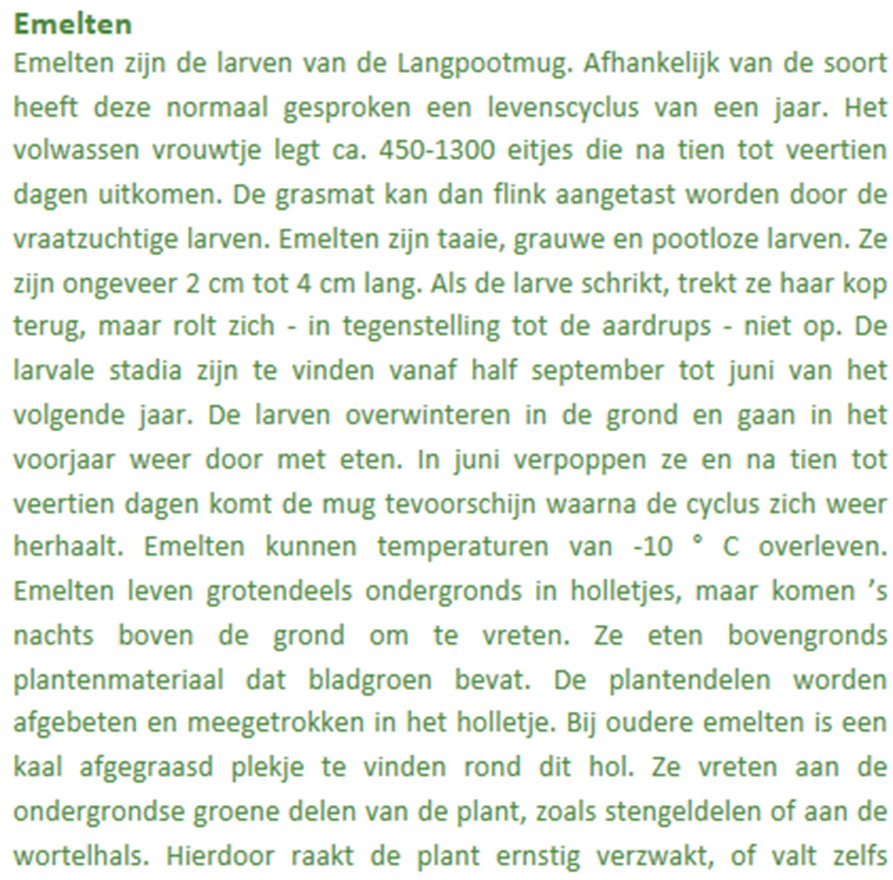 Emelten
Emelten zijn de larven van de Langpootmug. Afhankelijk van de soort
heeft deze normaal gesproken een levenscyclus van een jaar. Het
volwassen vrouwtje legt ca. 450-1300 eitjes die na tien tot veertien
dagen uitkomen. De grasmat kan dan flink aangetast worden door de
vraatzuchtige larven. Emelten zijn taaie, grauwe en pootloze larven. Ze
zijn ongeveer 2 cm tot 4 cm lang. Als de larve schrikt, trekt ze haar kop
terug, maar rolt zich - in tegenstelling tot de aardrups - niet op. De
larvale stadia zijn te vinden vanaf half september tot juni van het
volgende jaar. De larven overwinteren in de grond en gaan in het
voorjaar weer door met eten. In juni verpoppen ze en na tien tot
veertien dagen komt de mug tevoorschijn waarna de cyclus zich weer
herhaalt. Emelten kunnen temperaturen van -10 ° C overleven.
Emelten leven grotendeels ondergronds in holletjes, maar komen ’s
nachts boven de grond om te vreten. Ze eten bovengronds
plantenmateriaal dat bladgroen bevat. De plantendelen worden
afgebeten en meegetrokken in het holletje. Bij oudere emelten is een
kaal afgegraasd plekje te vinden rond dit hol. Ze vreten aan de
ondergrondse groene delen van de plant, zoals stengeldelen of aan de
wortelhals. Hierdoor raakt de plant ernstig verzwakt, of valt zelfs